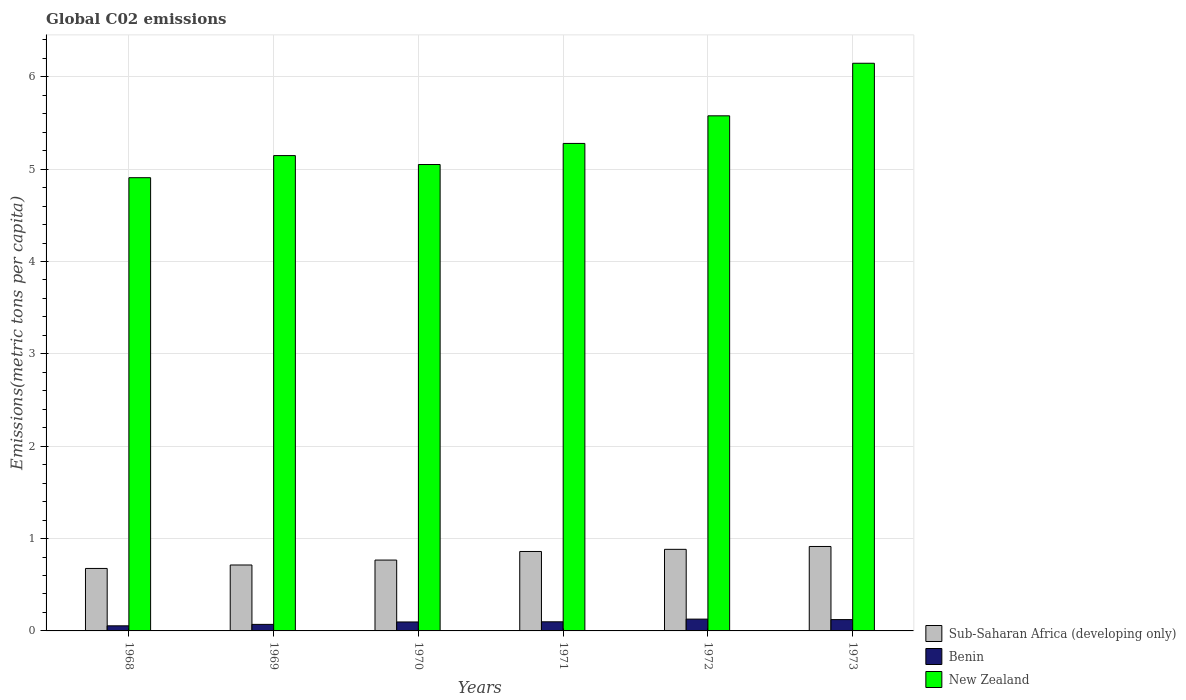 Global C02 emissions
Emissions(metric tons per capita)
6
5
4
3
2
1
0
1968
1969
1970
1971
1972
1973
Years
Sub-Saharan Africa (developing only)
Benin
New Zealand